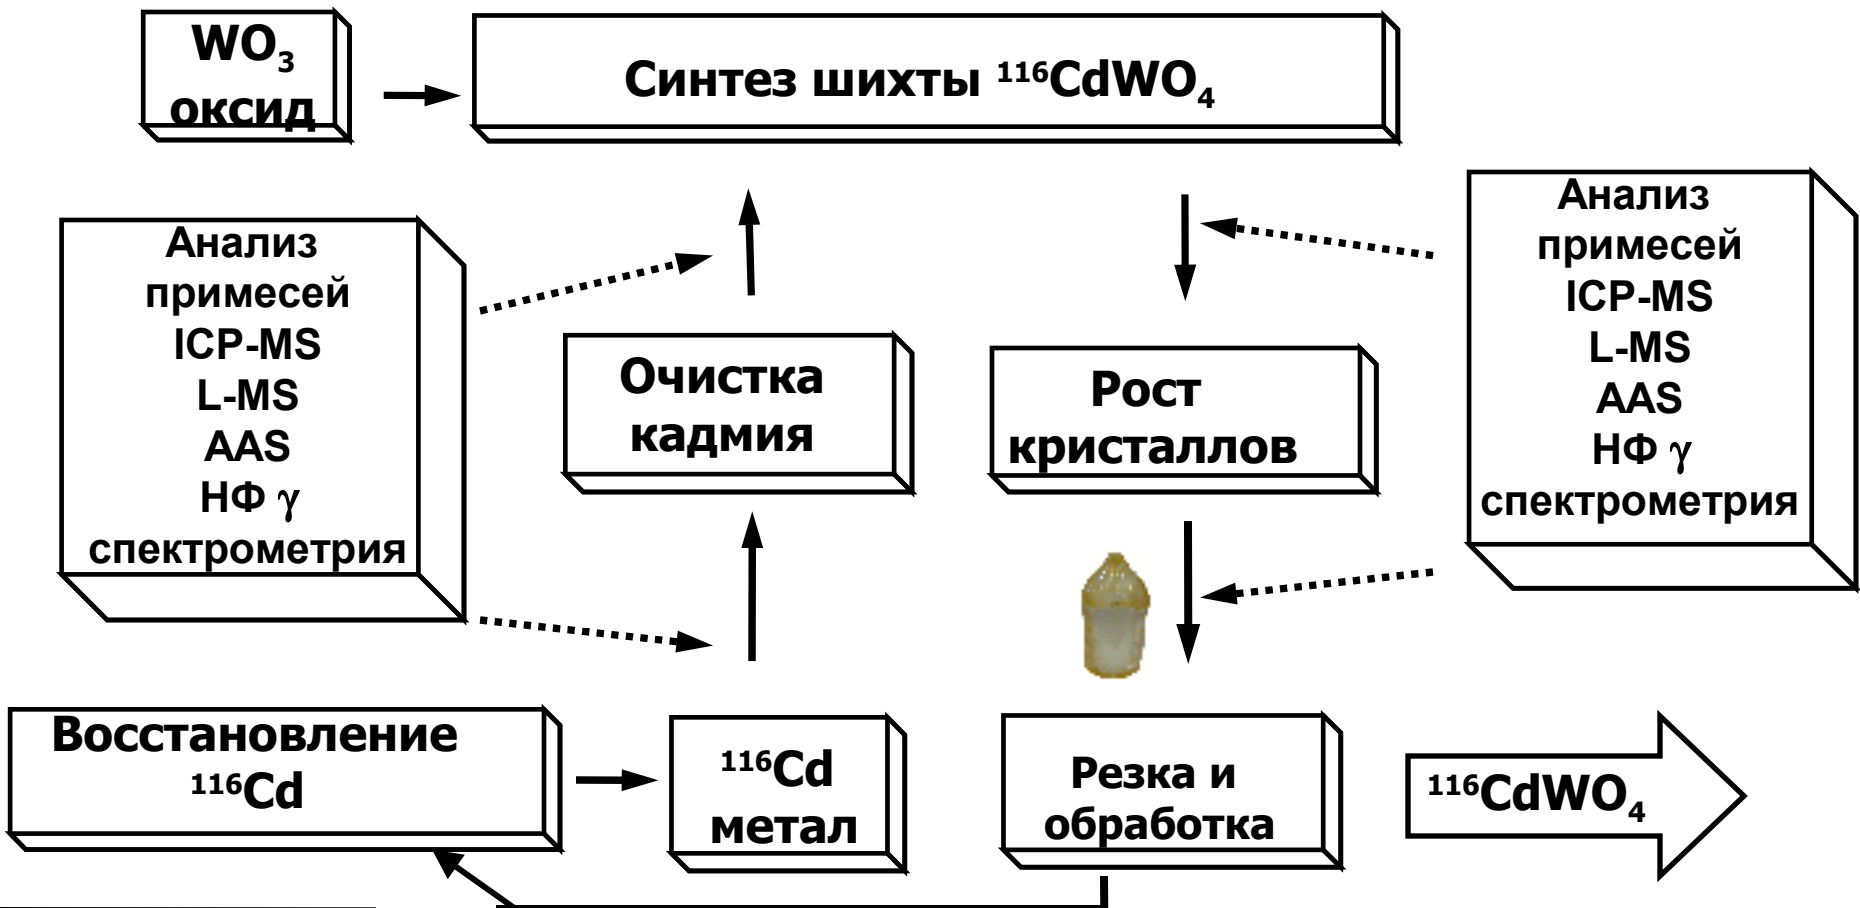 WO₃
оксид
Синтез шихты ¹¹⁶CdWO₄
Анализ
примесей
ICP-MS
L-MS
AAS
НФ γ
спектрометрия
Очистка
кадмия
Рост
кристаллов
Анализ
примесей
ICP-MS
L-MS
AAS
НФ γ
спектрометрия
Восстановление
¹¹⁶Cd
¹¹⁶Cd
метал
Резка и
обработка
¹¹⁶CdWO₄